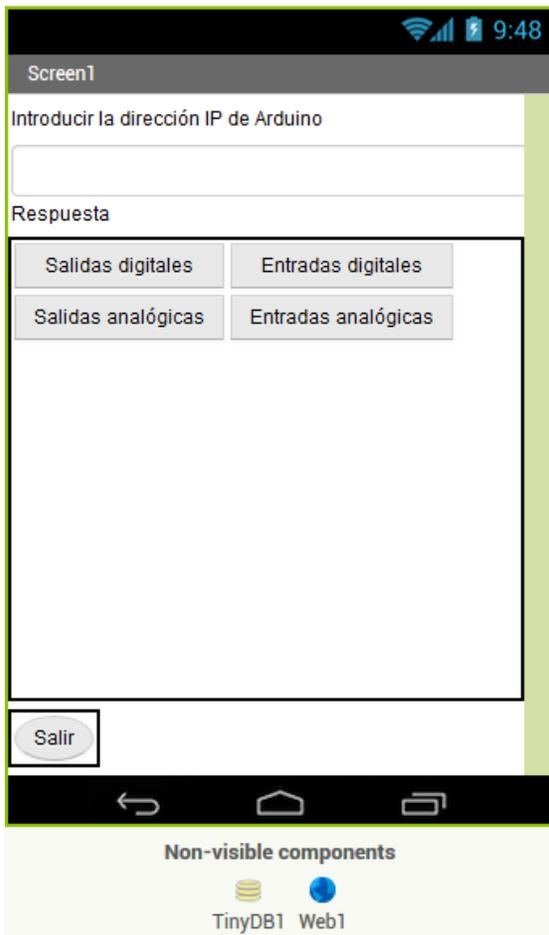 9:48
Screen1
Introducir la dirección IP de Arduino
Respuesta
Salidas digitales Entradas digitales
Salidas analógicas Entradas analógicas
Salir
Non-visible components
TinyDB1 Web1